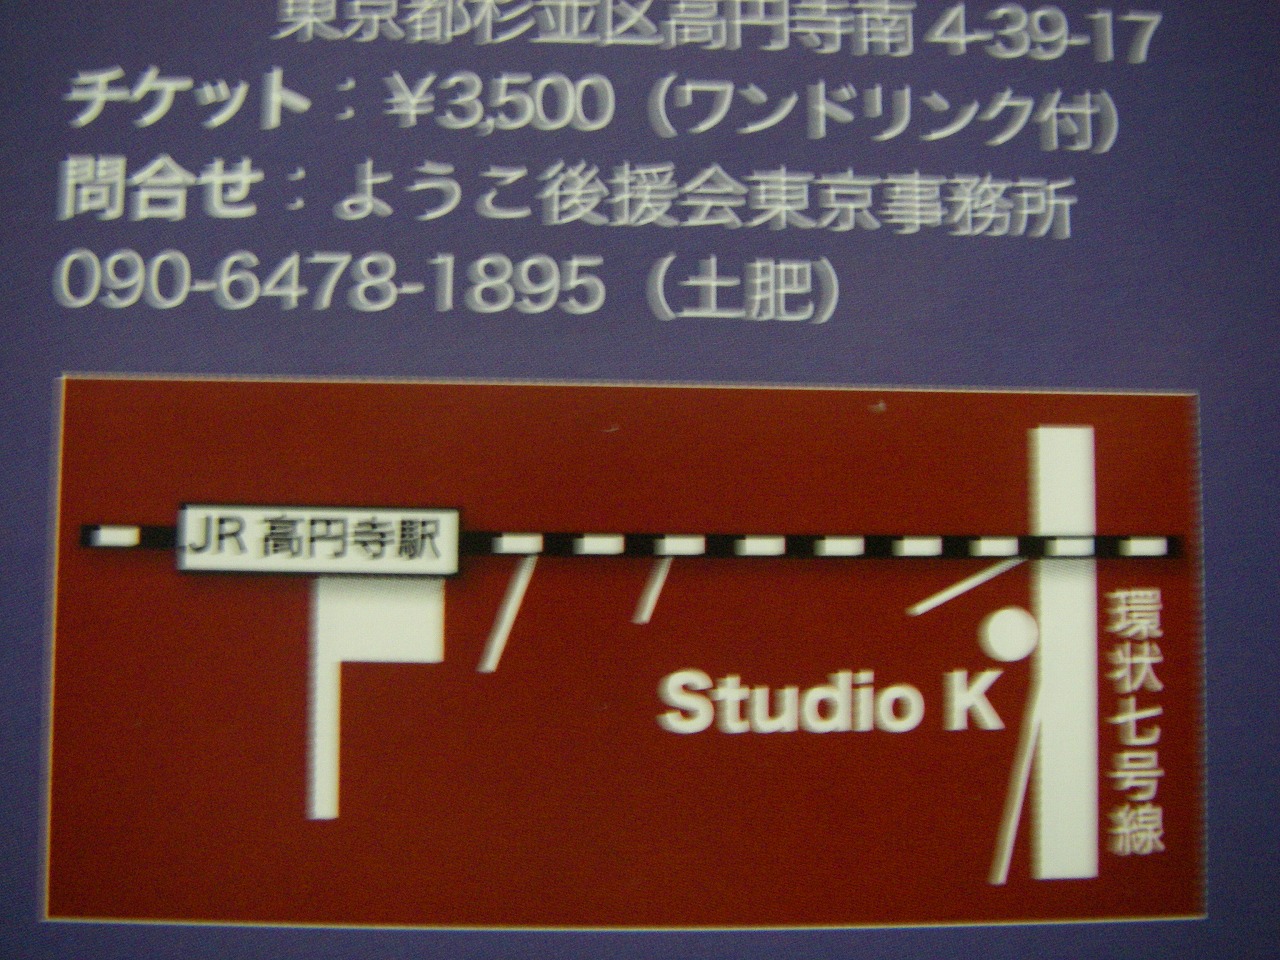 東京都杉並区高円寺南 4-39-17
チケット：¥3,500（ワンドリンク付）
問合せ：ようこ後援会東京事務所
090-6478-1895（土肥）
JR 高円寺駅
Studio K
環状七号線